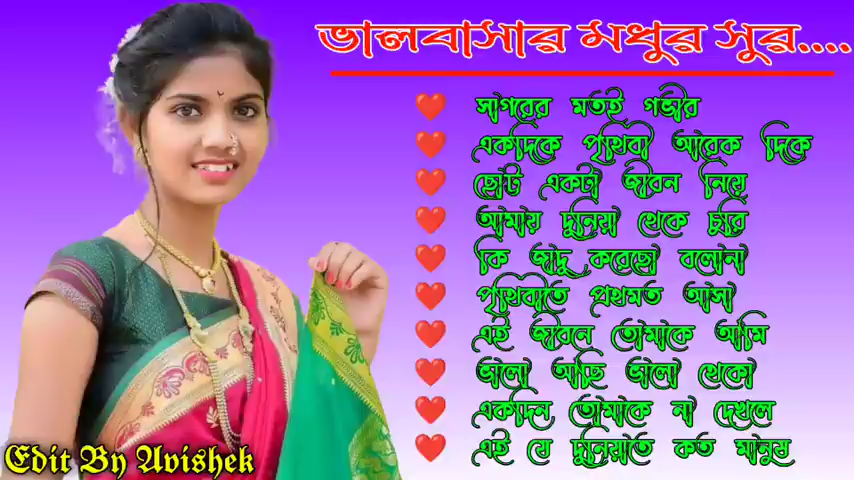 ভালবাসার মধুর সুর....
সাগরের মতই গভীর
একদিকে পৃথিবী আরেক দিকে
ছোট্ট একটা জীবন নিয়ে
আমায় দুনিয়া থেকে চুরি
কি জাদু করেছো বলোনা
পৃথিবীতে প্রথমত আসা
এই জীবনে তোমাকে আমি
ভালো আছি ভালো থেকো
একদিন তোমাকে না দেখলে
এই যে দুনিয়াতে কত মানুষ
Edit By Avishek